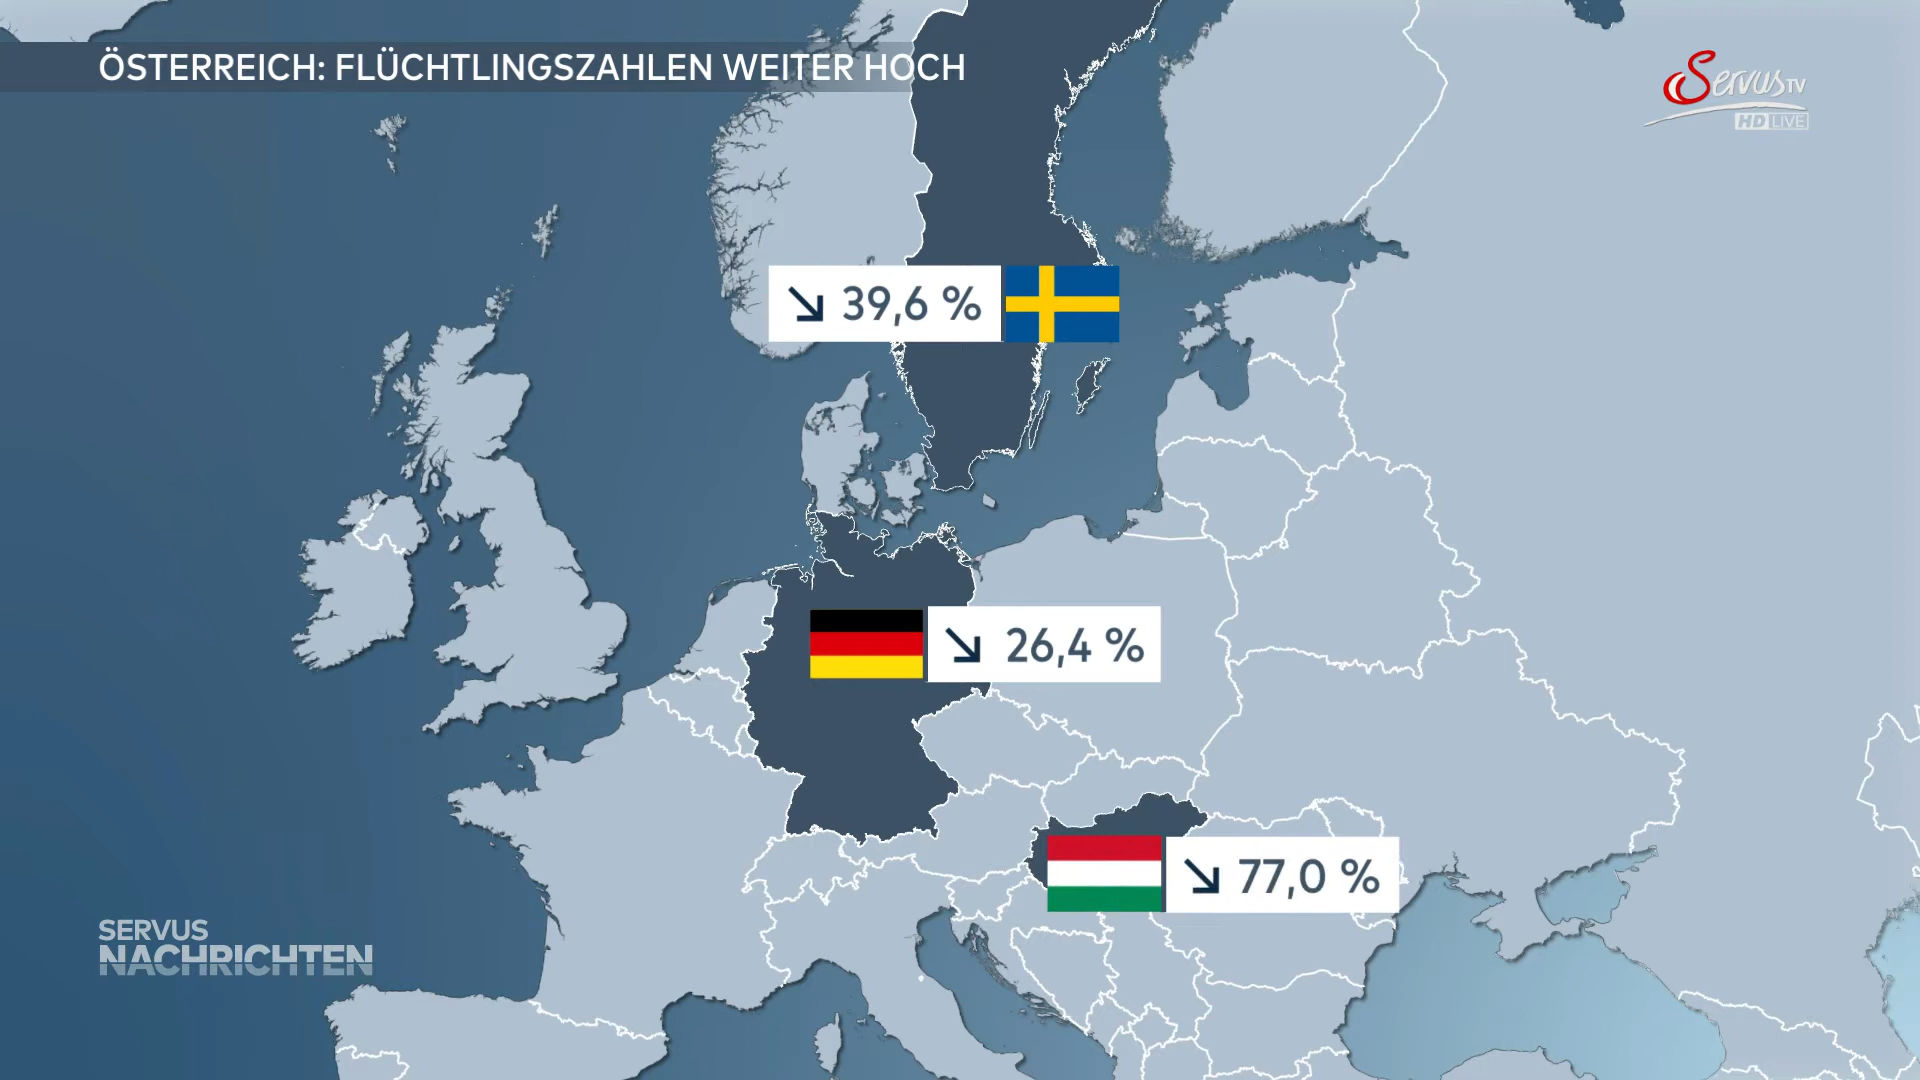 ÖSTERREICH: FLÜCHTLINGSZAHLEN WEITER HOCH
ServusTV
HD LIVE
39,6 %
26,4 %
77,0 %
SERVUS
NACHRICHTEN